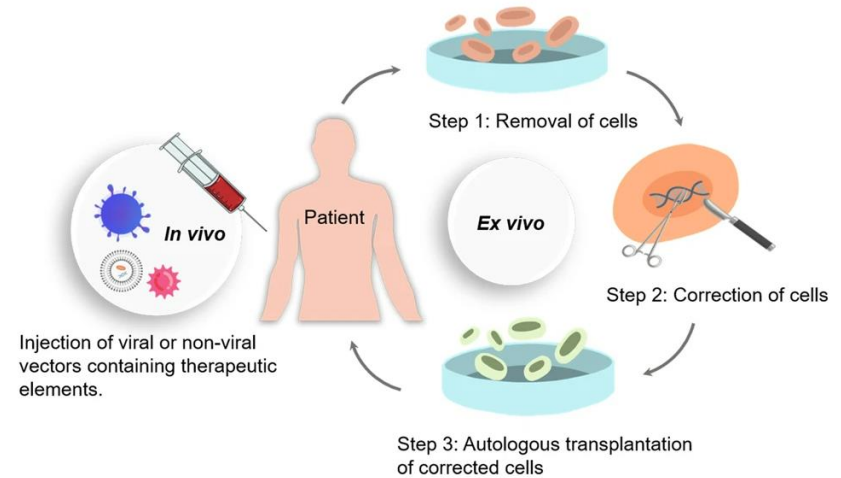 Step 1: Removal of cells
In vivo
Patient
Ex vivo
Step 2: Correction of cells
Injection of viral or non-viral
vectors containing therapeutic
elements.
Step 3: Autologous transplantation
of corrected cells